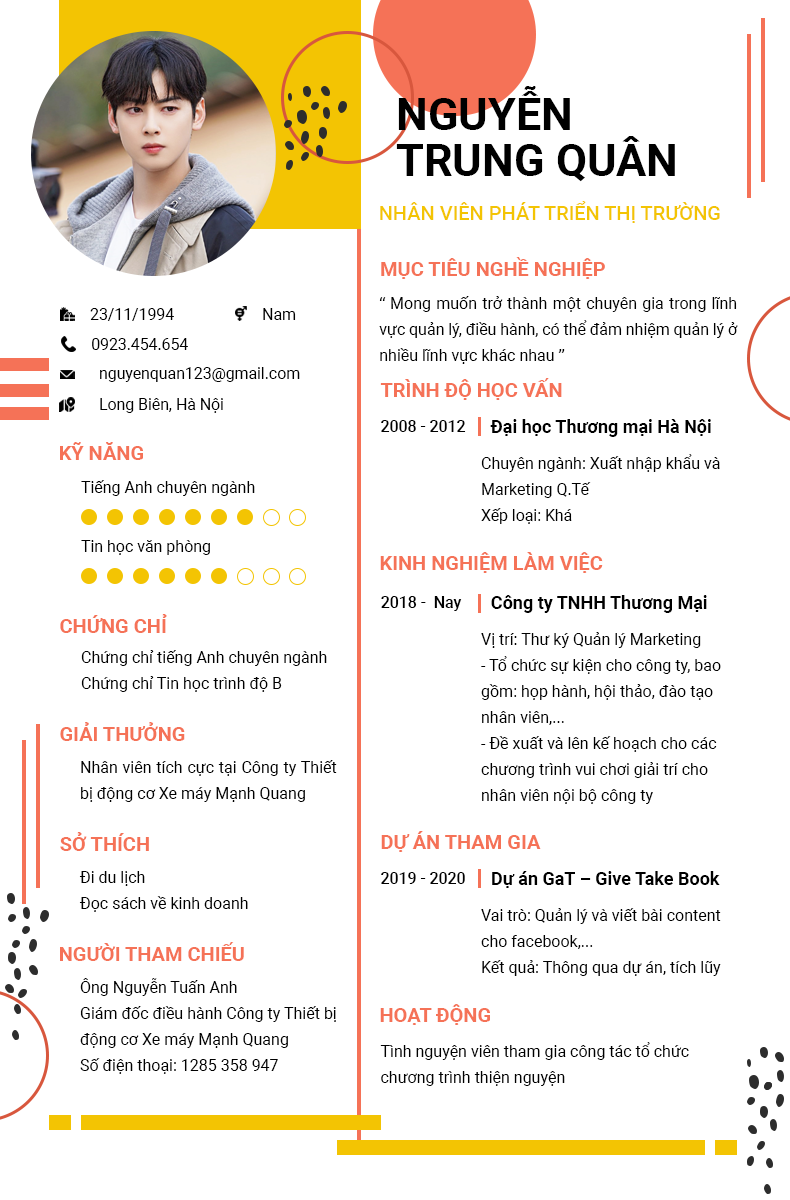 NGUYỄN
TRUNG QUÂN
NHÂN VIÊN PHÁT TRIỂN THỊ TRƯỜNG
23/11/1994 Nam
0923.454.654
nguyenquan123@gmail.com
Long Biên, Hà Nội
KỸ NĂNG
Tiếng Anh chuyên ngành
Tin học văn phòng
CHỨNG CHỈ
Chứng chỉ tiếng Anh chuyên ngành
Chứng chỉ Tin học trình độ B
GIẢI THƯỞNG
Nhân viên tích cực tại Công ty Thiết
bị động cơ Xe máy Mạnh Quang
SỞ THÍCH
Đi du lịch
Đọc sách về kinh doanh
NGƯỜI THAM CHIẾU
Ông Nguyễn Tuấn Anh
Giám đốc điều hành Công ty Thiết bị
động cơ Xe máy Mạnh Quang
Số điện thoại: 1285 358 947
MỤC TIÊU NGHỀ NGHIỆP
“ Mong muốn trở thành một chuyên gia trong lĩnh
vực quản lý, điều hành, có thể đảm nhiệm quản lý ở
nhiều lĩnh vực khác nhau ”
TRÌNH ĐỘ HỌC VẤN
2008 - 2012 Đại học Thương mại Hà Nội
Chuyên ngành: Xuất nhập khẩu và
Marketing Q.Tế
Xếp loại: Khá
KINH NGHIỆM LÀM VIỆC
2018 - Nay Công ty TNHH Thương Mại
Vị trí: Thư ký Quản lý Marketing
- Tổ chức sự kiện cho công ty, bao
gồm: họp hành, hội thảo, đào tạo
nhân viên,...
- Đề xuất và lên kế hoạch cho các
chương trình vui chơi giải trí cho
nhân viên nội bộ công ty
DỰ ÁN THAM GIA
2019 - 2020 Dự án GaT – Give Take Book
Vai trò: Quản lý và viết bài content
cho facebook,...
Kết quả: Thông qua dự án, tích lũy
HOẠT ĐỘNG
Tình nguyện viên tham gia công tác tổ chức
chương trình thiện nguyện